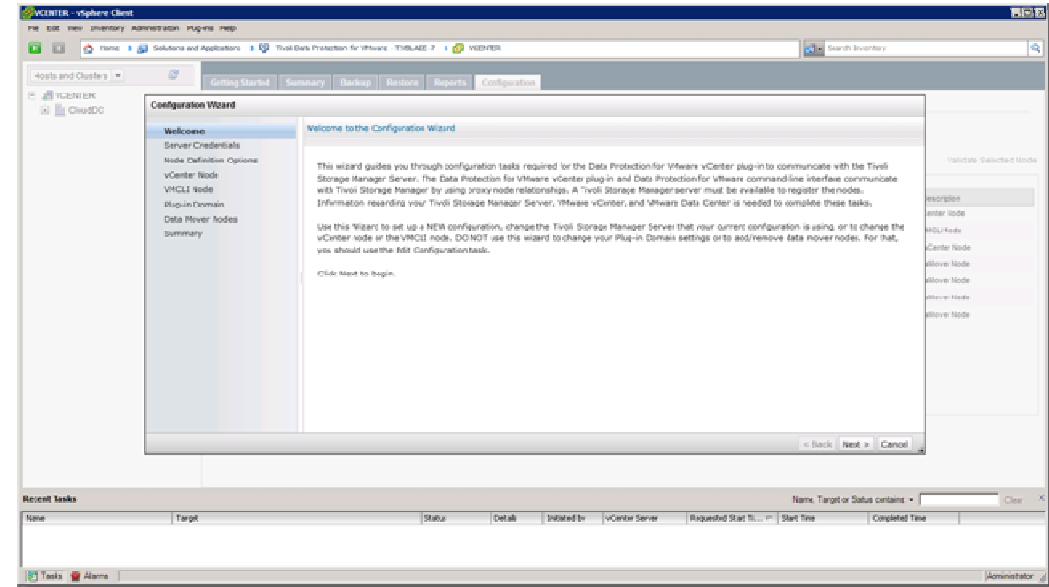 VCENTER - vSphere Client
File Edit View Inventory Administration Plug-ins Help
Home
Solutions and Applications
VCENTER
Search Inventory
Hosts and Clusters
Getting Started Summary Backup Restore Reports Configuration
VCENTER
CloudDC
Configuration Wizard
Welcome
Server Credentials
Node Definition Options
vCenter Node
VMCLI Node
Plug-in Domain
Data Mover Nodes
Summary
Welcome to the Configuration Wizard
This wizard guides you through configuration tasks required for the Data Protection for VMware vCenter plug-in to communicate with the Tivoli
Storage Manager Server. The Data Protection for VMware vCenter plug-in and Data Protection for VMware command-line interface communicate
with Tivoli Storage Manager by using proxy node relationships. A Tivoli Storage Manager server must be available to register the nodes.
Information regarding your Tivoli Storage Manager Server, VMware vCenter, and VMware Data Center is needed to complete these tasks.
Use this Wizard to set up a NEW configuration, change the Tivoli Storage Manager Server that your current configuration is using, or to change the
vCenter node or the VMCLI node. DO NOT use this wizard to change your Plug-in Domain settings or to add/remove data mover nodes. For that,
you should use the Edit Configuration task.
Click Next to begin.
< Back Next > Cancel
Validate Selected Node
escription
enter Node
MCLI Node
aCenter Node
aMover Node
aMover Node
aMover Node
aMover Node
Recent Tasks
Name, Target or Status contains:
Clear
Name Target Status Details Initiated by vCenter Server Requested Start Ti... Start Time Completed Time
Tasks Alarms
Administrator